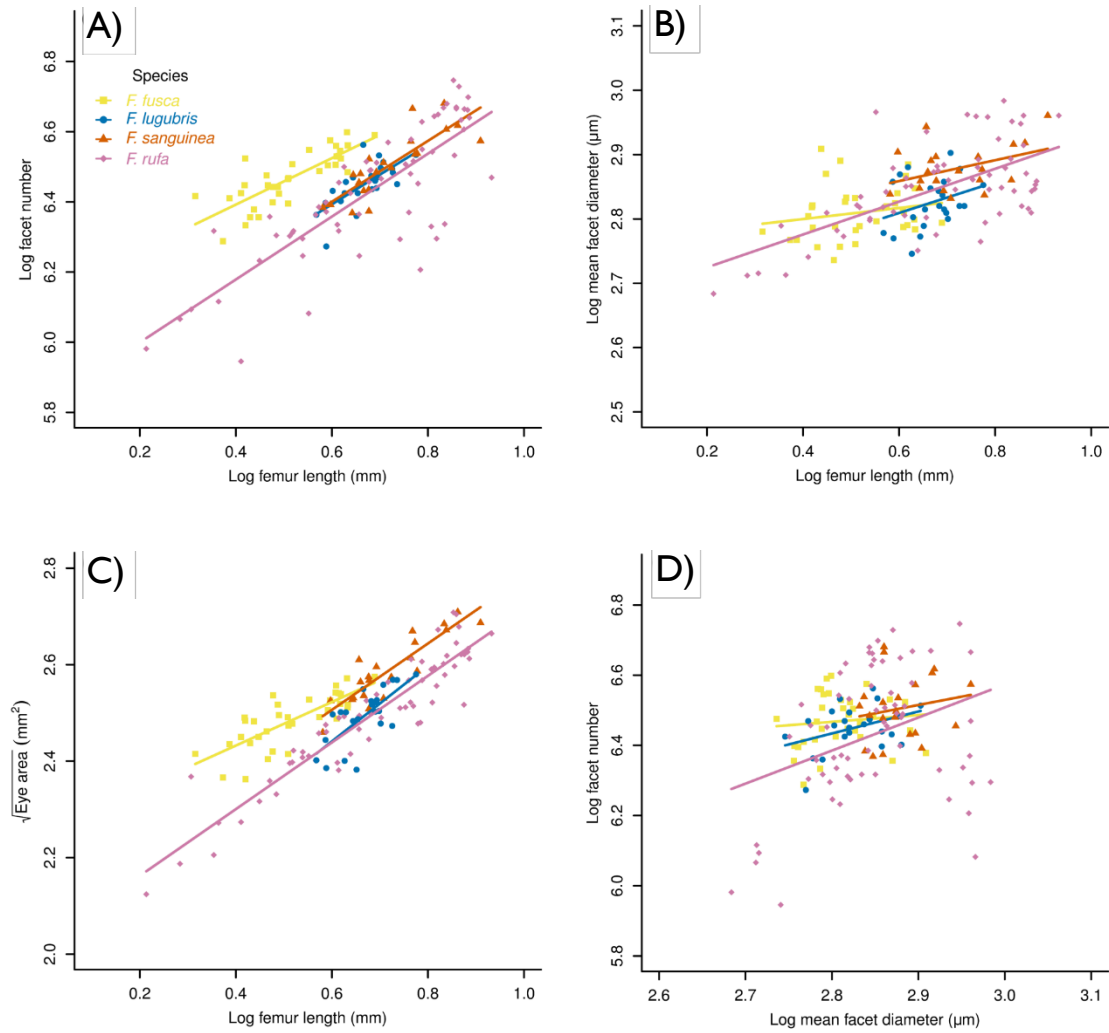 A)
Log facet number
6.8
6.6
6.4
6.2
6.0
5.8
Species
F. fusca
F. lugubris
F. sanguinea
F. rufa
0.2 0.4 0.6 0.8 1.0
Log femur length (mm)
B)
Log mean facet diameter (µm)
3.1
3.0
2.9
2.8
2.7
2.6
2.5
0.2 0.4 0.6 0.8 1.0
Log femur length (mm)
C)
√Eye area (mm²)
2.8
2.6
2.4
2.2
2.0
0.2 0.4 0.6 0.8 1.0
Log femur length (mm)
D)
Log facet number
6.8
6.6
6.4
6.2
6.0
5.8
2.6 2.7 2.8 2.9 3.0 3.1
Log mean facet diameter (µm)